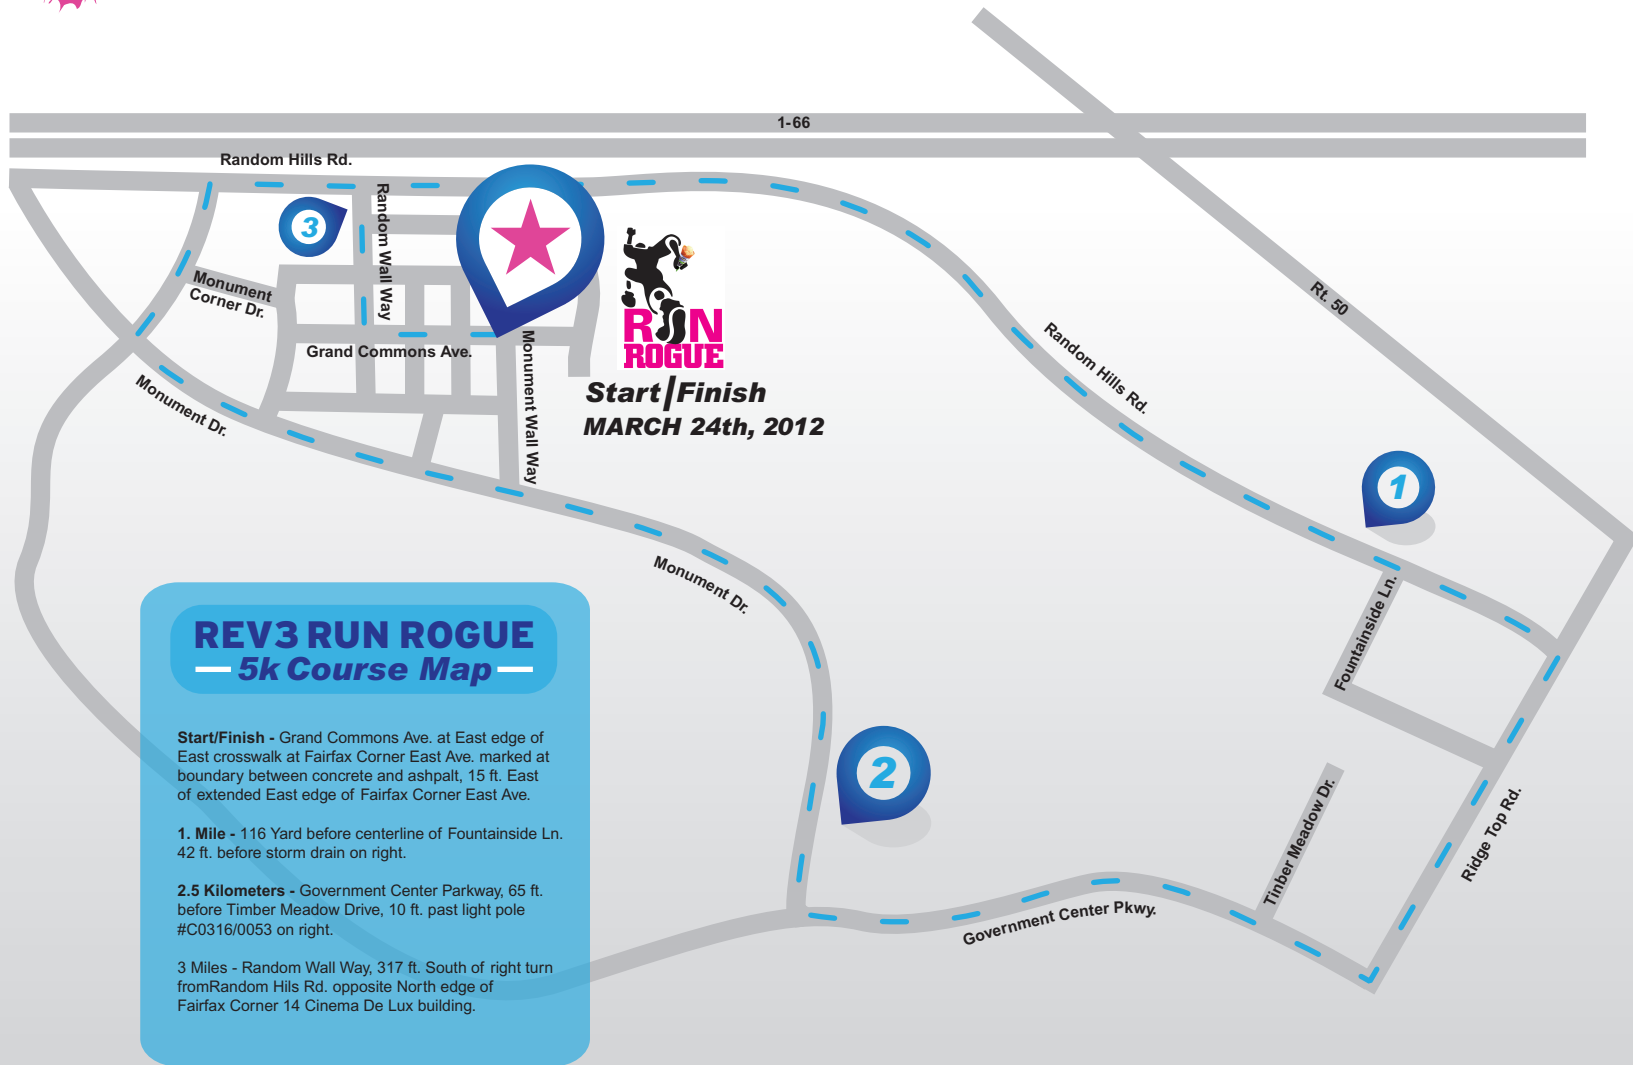 1-66
Random Hills Rd.
Random Wall Way
3
Monument
Corner Dr.
Grand Commons Ave.
Monument Wall Way
Monument Dr.
R N
ROGUE
Start|Finish
MARCH 24th, 2012
Rt. 50
Random Hills Rd.
1
Fountainside Ln.
Monument Dr.
2
Tinber Meadow Dr.
Ridge Top Rd.
Government Center Pkwy.
REV3 RUN ROGUE
5k Course Map
Start/Finish - Grand Commons Ave. at East edge of
East crosswalk at Fairfax Corner East Ave. marked at
boundary between concrete and ashpalt, 15 ft. East
of extended East edge of Fairfax Corner East Ave.
1. Mile - 116 Yard before centerline of Fountainside Ln.
42 ft. before storm drain on right.
2.5 Kilometers - Government Center Parkway, 65 ft.
before Timber Meadow Drive, 10 ft. past light pole
#C0316/0053 on right.
3 Miles - Random Wall Way, 317 ft. South of right turn
fromRandom Hils Rd. opposite North edge of
Fairfax Corner 14 Cinema De Lux building.